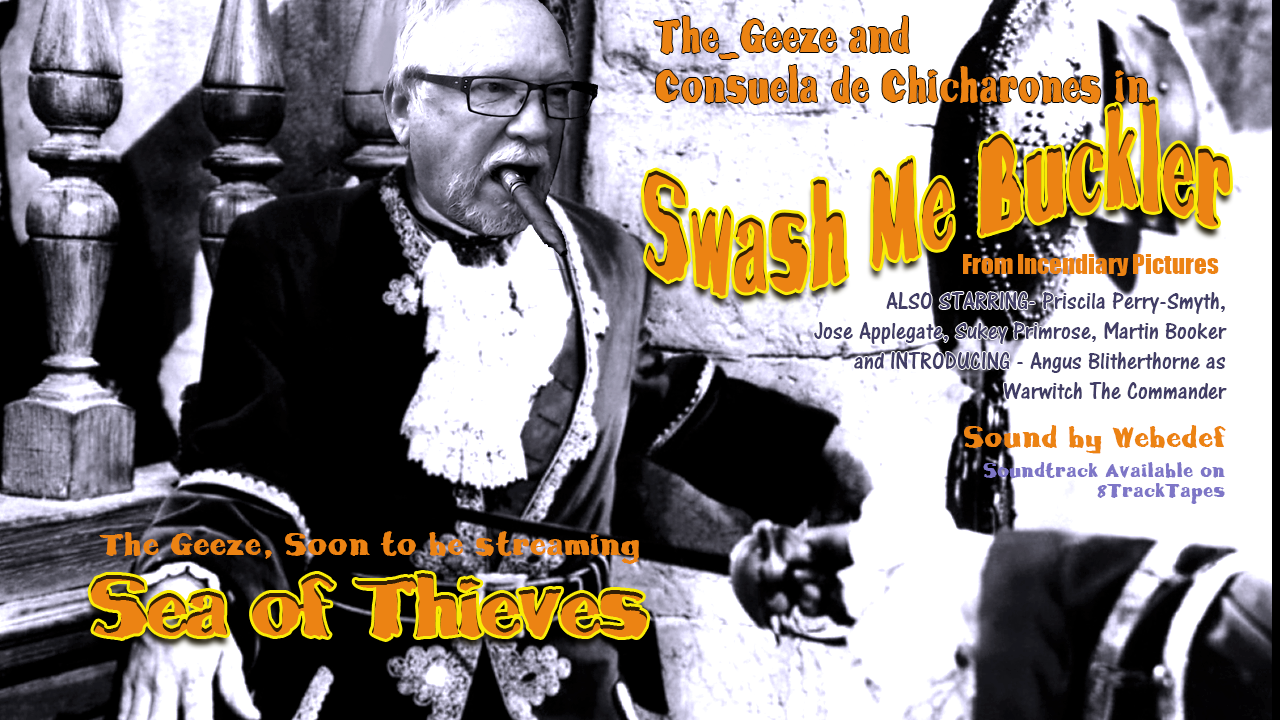 The_Geeze and
Consuela de Chicharones in
Swash Me Buckler
From Incendiary Pictures
ALSO STARRING- Priscila Perry-Smyth,
Jose Applegate, Sukey Primrose, Martin Booker
and INTRODUCING - Angus Blitherthorne as
Warwitch The Commander
Sound by Webedef
Soundtrack Available on
8TrackTapes
The Geeze, Soon to be streaming
Sea of Thieves